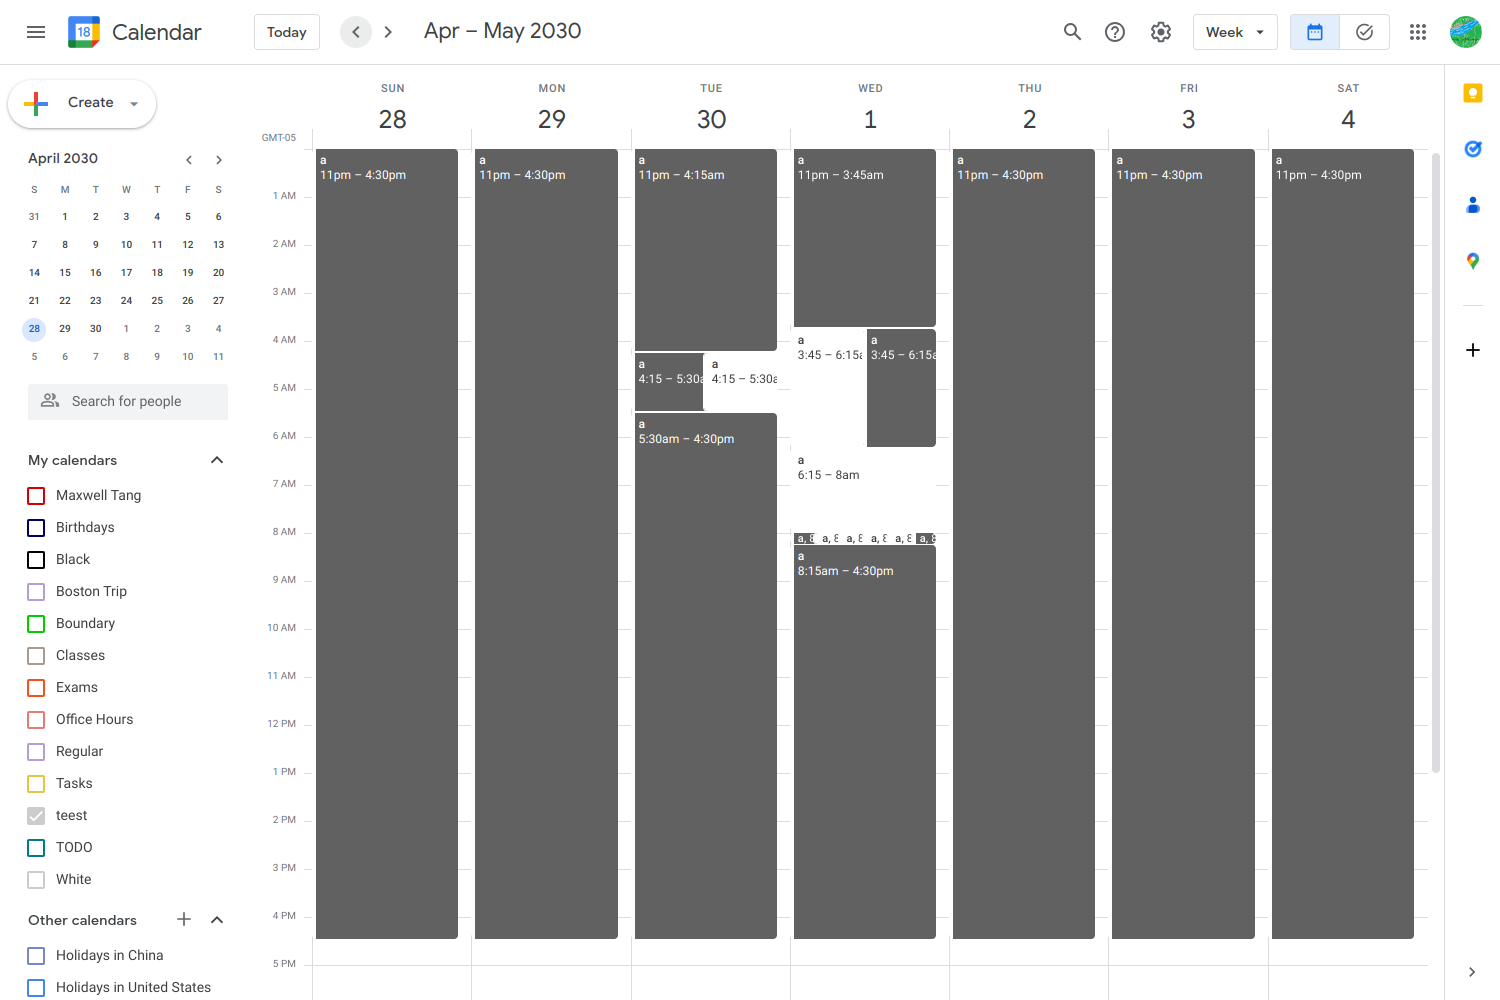 18 Calendar Today Apr – May 2030 Week
Create
April 2030
S M T W T F S
31 1 2 3 4 5 6
7 8 9 10 11 12 13
14 15 16 17 18 19 20
21 22 23 24 25 26 27
28 29 30 1 2 3 4
5 6 7 8 9 10 11
Search for people
My calendars
Maxwell Tang
Birthdays
Black
Boston Trip
Boundary
Classes
Exams
Office Hours
Regular
Tasks
teest
TODO
White
Other calendars
Holidays in China
Holidays in United States
SUN MON TUE WED THU FRI SAT
28 29 30 1 2 3 4
GMT-05
1 AM
2 AM
3 AM
4 AM
5 AM
6 AM
7 AM
8 AM
9 AM
10 AM
11 AM
12 PM
1 PM
2 PM
3 PM
4 PM
5 PM
a
11pm – 4:30pm
a
11pm – 4:30pm
a
11pm – 4:15am
a
4:15 – 5:30a
a
4:15 – 5:30a
a
5:30am – 4:30pm
a
11pm – 3:45am
a
3:45 – 6:15a
a
3:45 – 6:15a
a
6:15 – 8am
a, 8
a, 8
a, 8
a, 8
a, 8
a, 8
a
8:15am – 4:30pm
a
11pm – 4:30pm
a
11pm – 4:30pm
a
11pm – 4:30pm